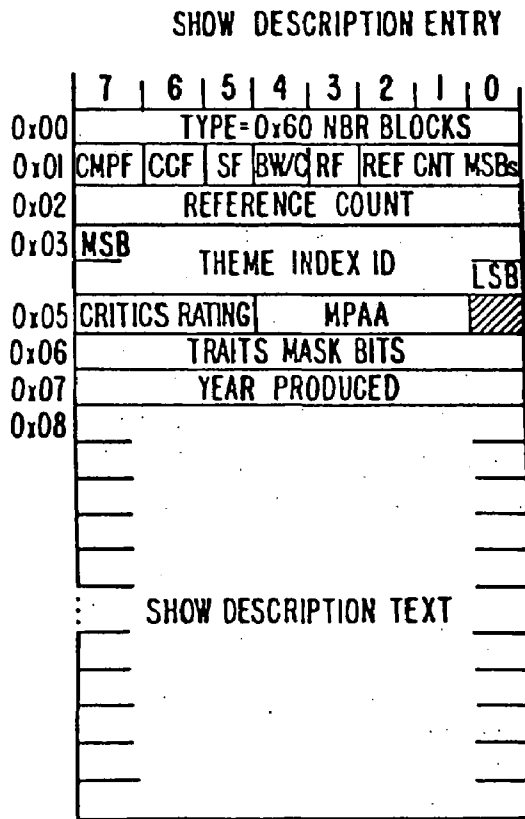 SHOW DESCRIPTION ENTRY
7 6 5 4 3 2 1 0
0x00 TYPE=0x60 NBR BLOCKS
0x01 CMPF CCF SF BW/C RF REF CNT MSBs
0x02 REFERENCE COUNT
0x03 MSB
THEME INDEX ID
LSB
0x05 CRITICS RATING MPAA
0x06 TRAITS MASK BITS
0x07 YEAR PRODUCED
0x08
SHOW DESCRIPTION TEXT